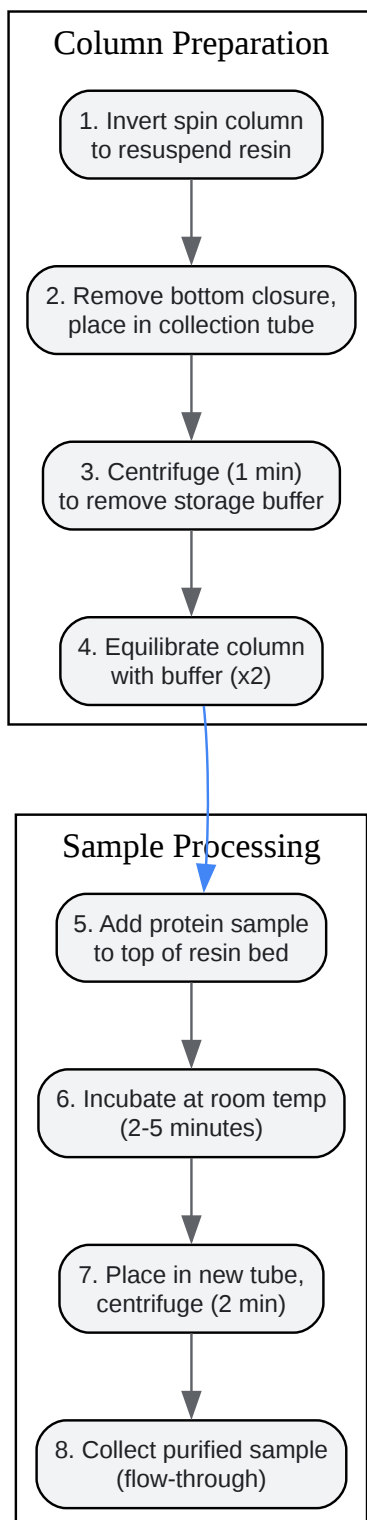 Column Preparation
1. Invert spin column
to resuspend resin
2. Remove bottom closure,
place in collection tube
3. Centrifuge (1 min)
to remove storage buffer
4. Equilibrate column
with buffer (x2)
Sample Processing
5. Add protein sample
to top of resin bed
6. Incubate at room temp
(2-5 minutes)
7. Place in new tube,
centrifuge (2 min)
8. Collect purified sample
(flow-through)